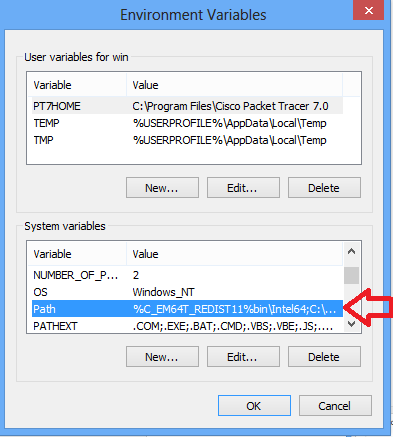 Environment Variables
User variables for win
Variable Value
PT7HOME C:\Program Files\Cisco Packet Tracer 7.0
TEMP %USERPROFILE%\AppData\Local\Temp
TMP %USERPROFILE%\AppData\Local\Temp
New... Edit... Delete
System variables
Variable Value
NUMBER_OF_P... 2
OS Windows_NT
Path %C_EM64T_REDIST11%bin\Intel64;C:\...
PATHEXT .COM;.EXE;.BAT;.CMD;.VBS;.VBE;.JS;....
New... Edit... Delete
OK Cancel